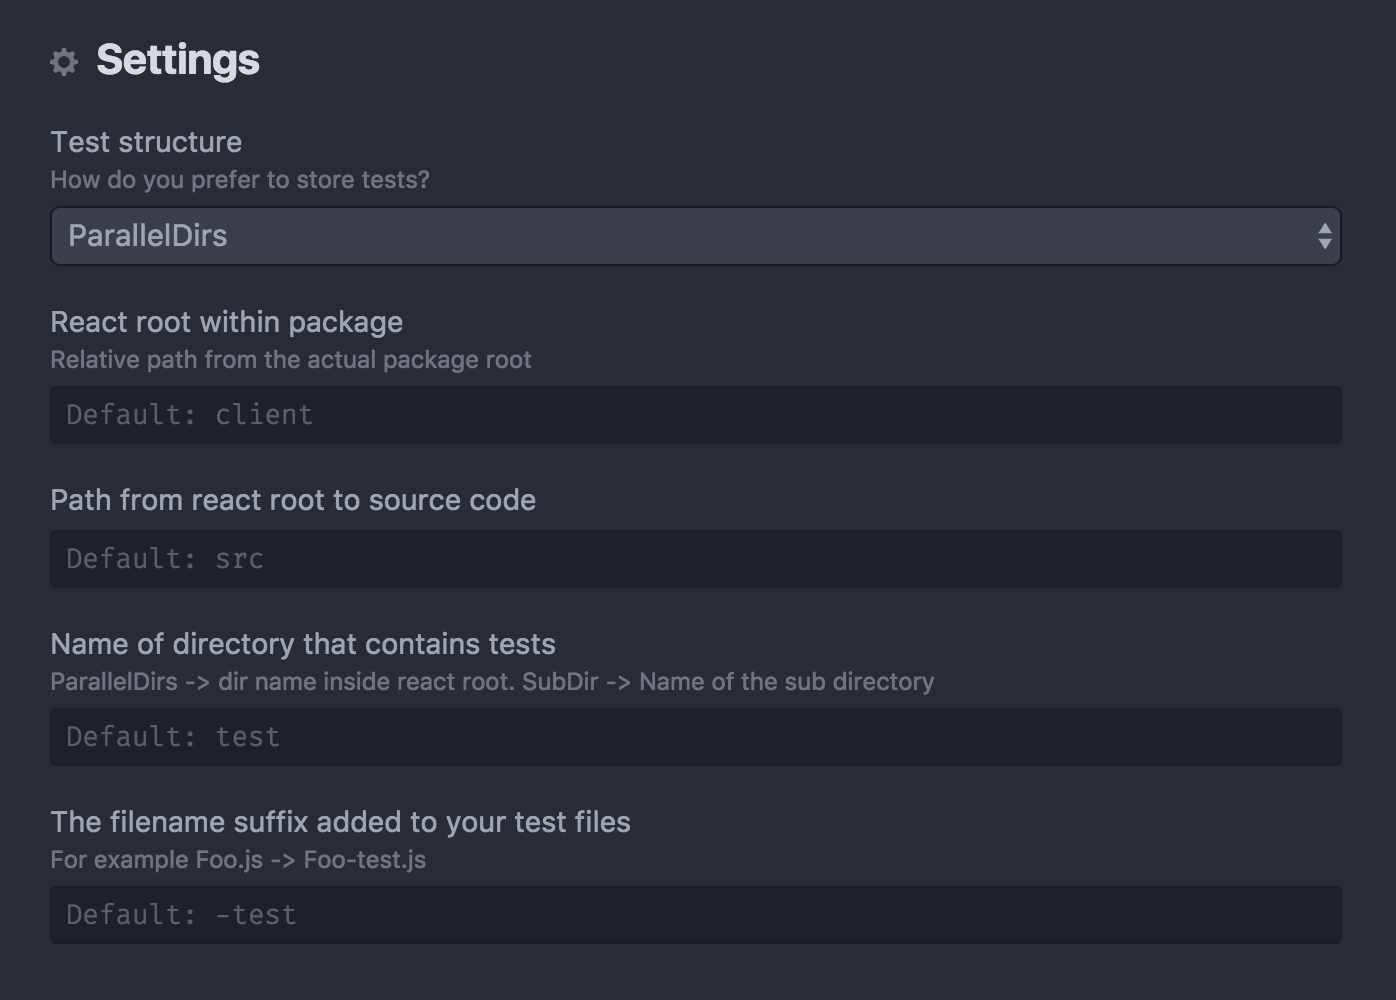 Settings
Test structure
How do you prefer to store tests?
ParallelDirs
React root within package
Relative path from the actual package root
Default: client
Path from react root to source code
Default: src
Name of directory that contains tests
ParallelDirs -> dir name inside react root. SubDir -> Name of the sub directory
Default: test
The filename suffix added to your test files
For example Foo.js -> Foo-test.js
Default: -test